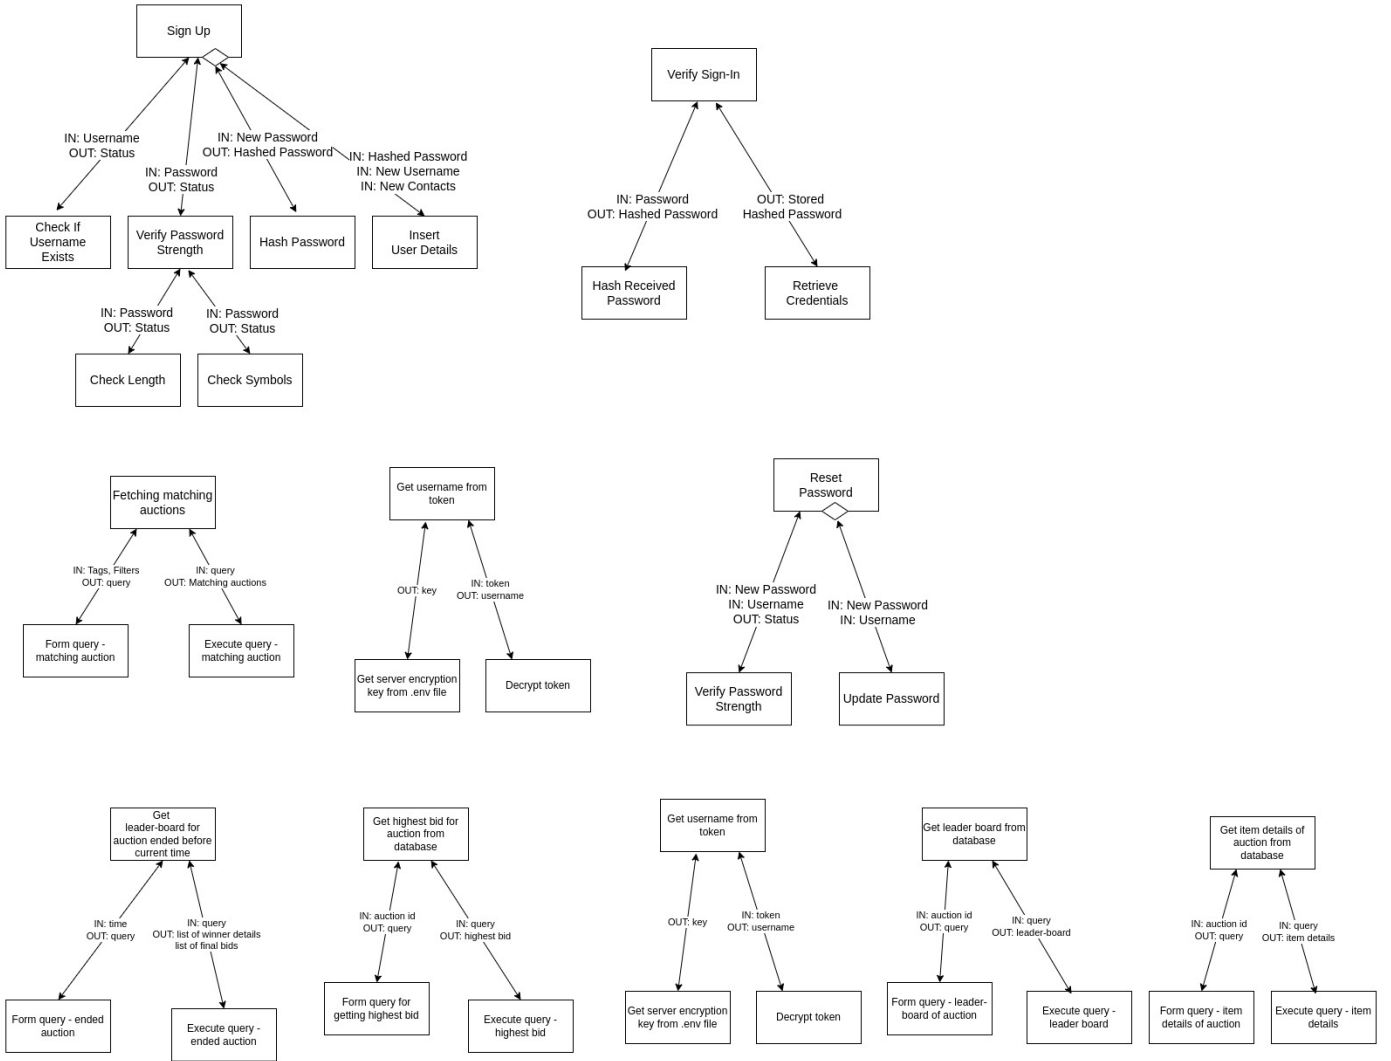 Sign Up
IN: Username
OUT: Status
IN: Password
OUT: Status
IN: New Password
OUT: Hashed Password
IN: Hashed Password
IN: New Username
IN: New Contacts
Check If
Username
Exists
Verify Password
Strength
Hash Password
Insert
User Details
IN: Password
OUT: Status
IN: Password
OUT: Status
Check Length
Check Symbols
Verify Sign-In
IN: Password
OUT: Hashed Password
OUT: Stored
Hashed Password
Hash Received
Password
Retrieve
Credentials
Fetching matching
auctions
IN: Tags, Filters
OUT: query
IN: query
OUT: Matching auctions
Form query -
matching auction
Execute query -
matching auction
Get username from
token
OUT: key
IN: token
OUT: username
Get server encryption
key from .env file
Decrypt token
Reset
Password
IN: New Password
IN: Username
OUT: Status
IN: New Password
IN: Username
Verify Password
Strength
Update Password
Get
leader-board for
auction ended before
current time
IN: time
OUT: query
IN: query
OUT: list of winner details
list of final bids
Form query - ended
auction
Execute query -
ended auction
Get highest bid for
auction from
database
IN: auction id
OUT: query
IN: query
OUT: highest bid
Form query for
getting highest bid
Execute query -
highest bid
Get username from
token
OUT: key
IN: token
OUT: username
Get server encryption
key from .env file
Decrypt token
Get leader board from
database
IN: auction id
OUT: query
IN: query
OUT: leader-board
Form query - leader-
board of auction
Execute query -
leader board
Get item details of
auction from
database
IN: auction id
OUT: query
IN: query
OUT: item details
Form query - item
details of auction
Execute query - item
details